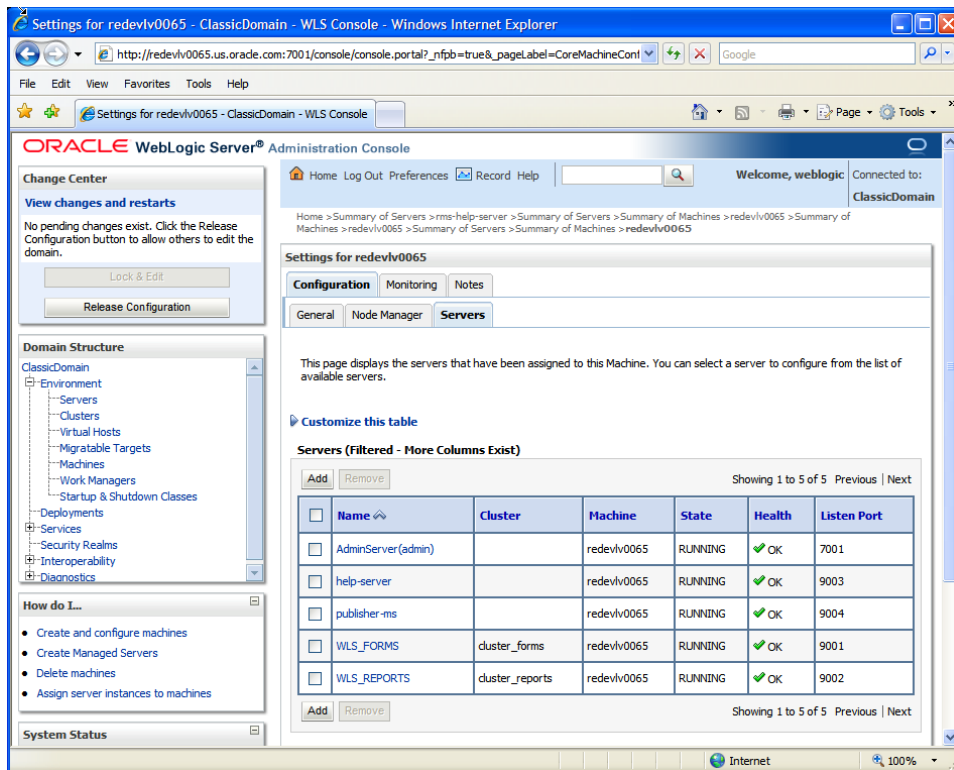 Settings for redevlv0065 - ClassicDomain - WLS Console - Windows Internet Explorer
http://redevlv0065.us.oracle.com:7001/console/console.portal?_nfpb=true&_pageLabel=CoreMachineConf
Google
File Edit View Favorites Tools Help
Settings for redevlv0065 - ClassicDomain - WLS Console
Page Tools
ORACLE WebLogic Server® Administration Console
Change Center
View changes and restarts
No pending changes exist. Click the Release
Configuration button to allow others to edit the
domain.
Lock & Edit
Release Configuration
Domain Structure
ClassicDomain
Environment
Servers
Clusters
Virtual Hosts
Migratable Targets
Machines
Work Managers
Startup & Shutdown Classes
Deployments
Services
Security Realms
Interoperability
Diagnostics
How do I...
Create and configure machines
Create Managed Servers
Delete machines
Assign server instances to machines
System Status
Home Log Out Preferences Record Help
Welcome, weblogic
Connected to:
ClassicDomain
Home >Summary of Servers >rms-help-server >Summary of Servers >Summary of Machines >redevlv0065 >Summary of
Machines >redevlv0065 >Summary of Servers >Summary of Machines >redevlv0065
Settings for redevlv0065
Configuration Monitoring Notes
General Node Manager Servers
This page displays the servers that have been assigned to this Machine. You can select a server to configure from the list of
available servers.
Customize this table
Servers (Filtered - More Columns Exist)
Add Remove Showing 1 to 5 of 5 Previous | Next
Name Cluster Machine State Health Listen Port
AdminServer(admin) redevlv0065 RUNNING OK 7001
help-server redevlv0065 RUNNING OK 9003
publisher-ms redevlv0065 RUNNING OK 9004
WLS_FORMS cluster_forms redevlv0065 RUNNING OK 9001
WLS_REPORTS cluster_reports redevlv0065 RUNNING OK 9002
Add Remove Showing 1 to 5 of 5 Previous | Next
Internet 100%